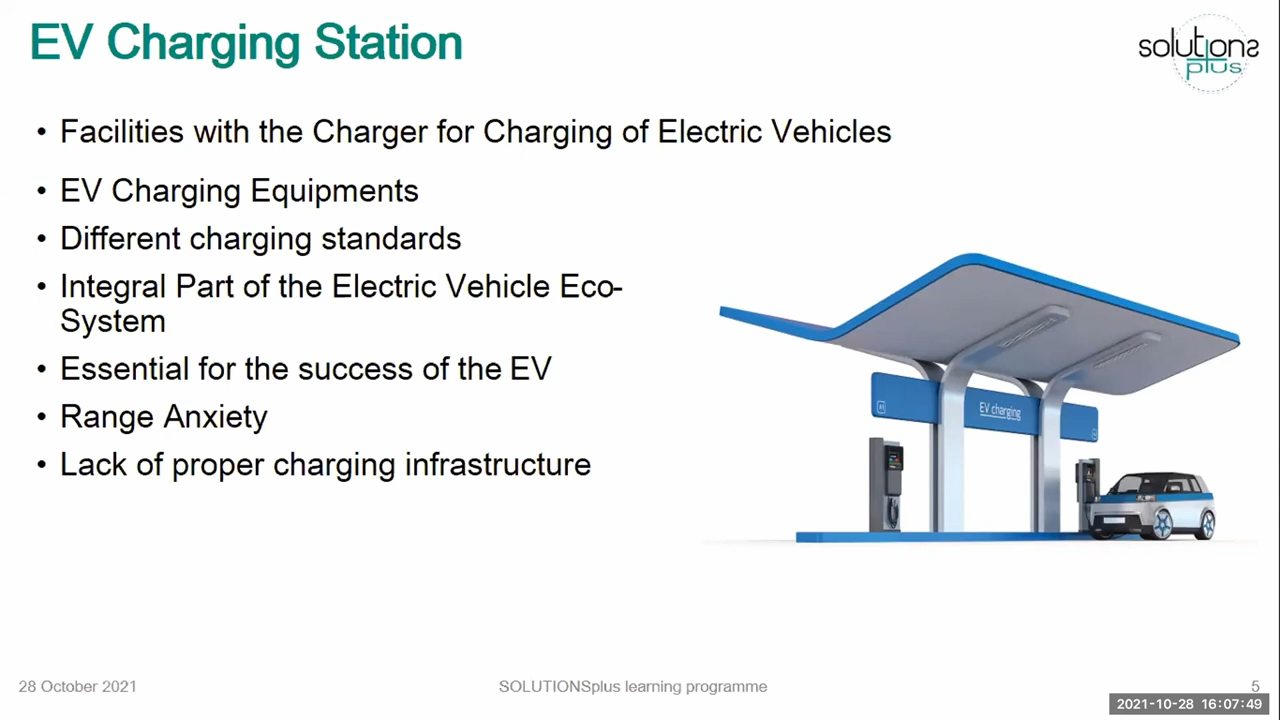 EV Charging Station
solutions
plus
• Facilities with the Charger for Charging of Electric Vehicles
• EV Charging Equipments
• Different charging standards
• Integral Part of the Electric Vehicle Eco-
System
• Essential for the success of the EV
• Range Anxiety
• Lack of proper charging infrastructure
EV charging
28 October 2021
SOLUTIONSplus learning programme
5
2021-10-28 16:07:49